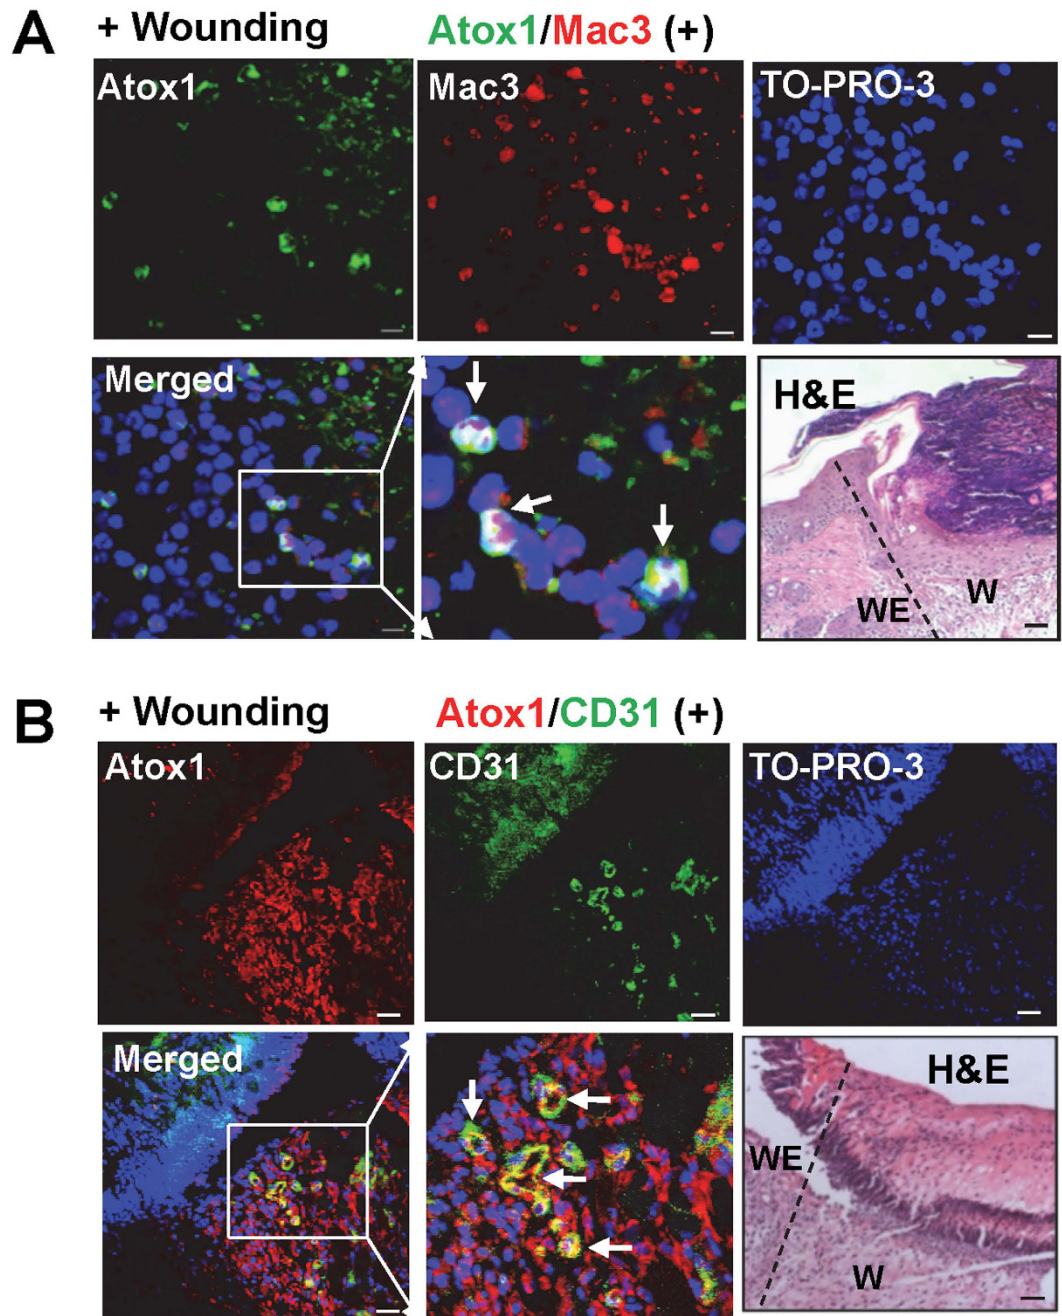 A
+ Wounding
Atox1/Mac3 (+)
Atox1
Mac3
TO-PRO-3
Merged
H&E
WE
W
B
+ Wounding
Atox1/CD31 (+)
Atox1
CD31
TO-PRO-3
Merged
H&E
WE
W